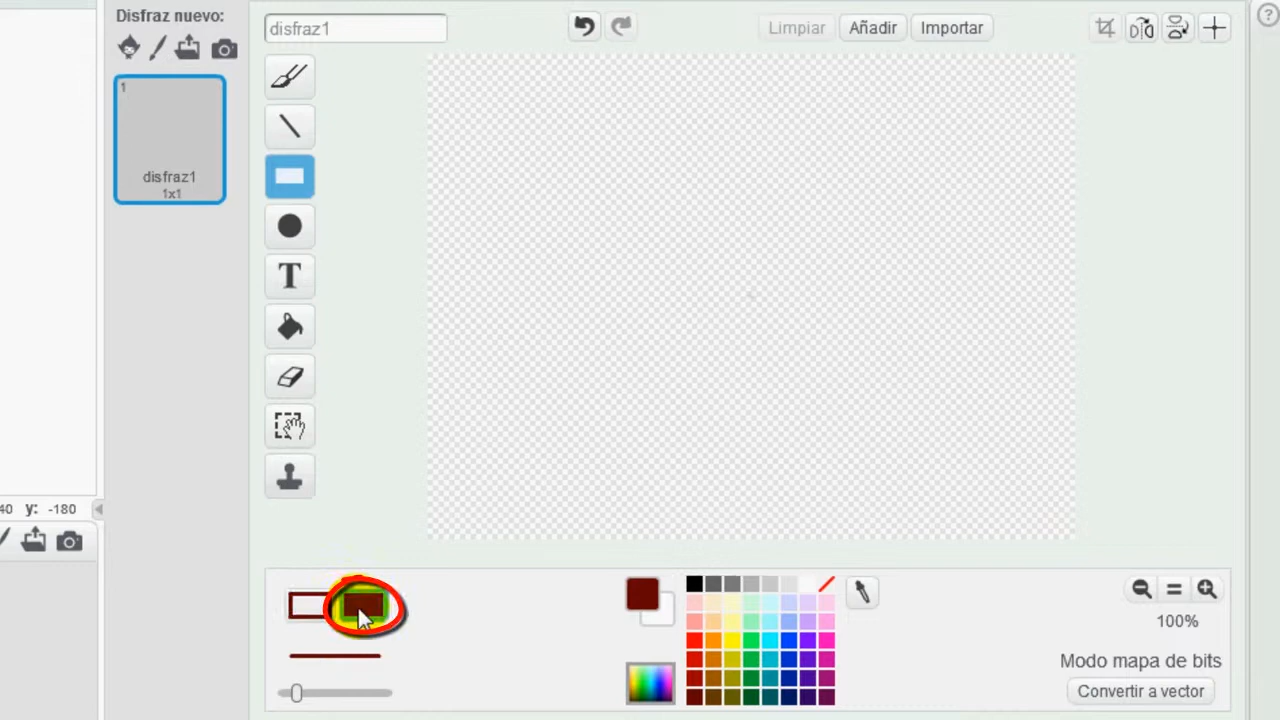 Disfraz nuevo:
disfraz1
Limpiar
Añadir
Importar
?
1
disfraz1
1x1
T
40 y: -180
100%
Modo mapa de bits
Convertir a vector